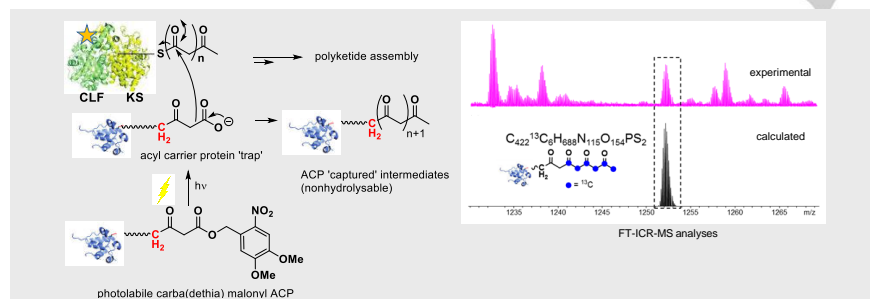 S
O
O
n
polyketide assembly
CLF KS
O
O
C
H₂
O⊖
acyl carrier protein 'trap'
O
O
C
H₂
n+1
ACP 'captured' intermediates
(nonhydrolysable)
hν
O
O
C
H₂
O
NO₂
OMe
OMe
photolabile carba(dethia) malonyl ACP
experimental
calculated
C₄₂₂¹³C₆H₆₈₈N₁₁₅O₁₅₄PS₂
O
O
O
O
C
H₂
= ¹³C
1235 1240 1245 1250 1255 1260 1265 m/z
FT-ICR-MS analyses